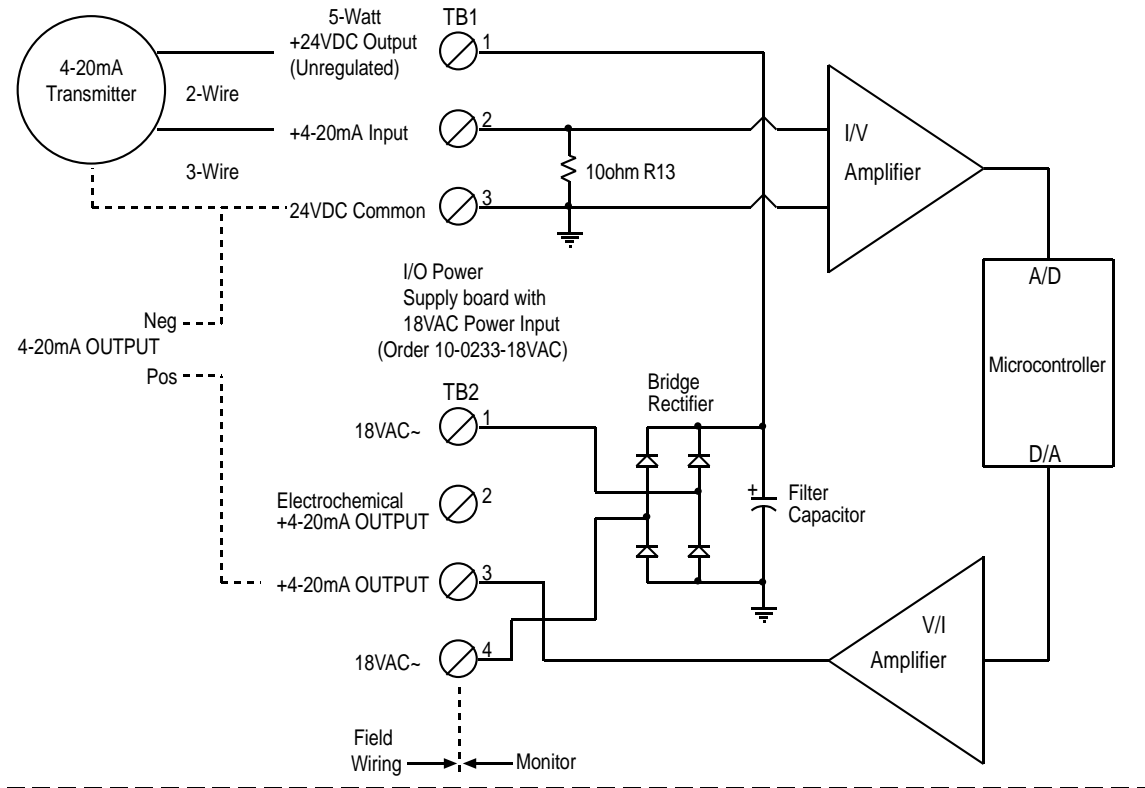 5-Watt
+24VDC Output
(Unregulated)
TB1
1
4-20mA
Transmitter
2-Wire
+4-20mA Input
2
I/V
Amplifier
3-Wire
10ohm R13
24VDC Common
3
I/O Power
Supply board with
18VAC Power Input
(Order 10-0233-18VAC)
A/D
Microcontroller
D/A
Neg
4-20mA OUTPUT
Pos
TB2
1
18VAC~
Bridge
Rectifier
Electrochemical
+4-20mA OUTPUT
2
+
Filter
Capacitor
+4-20mA OUTPUT
3
V/I
Amplifier
18VAC~
4
Field
Wiring
Monitor